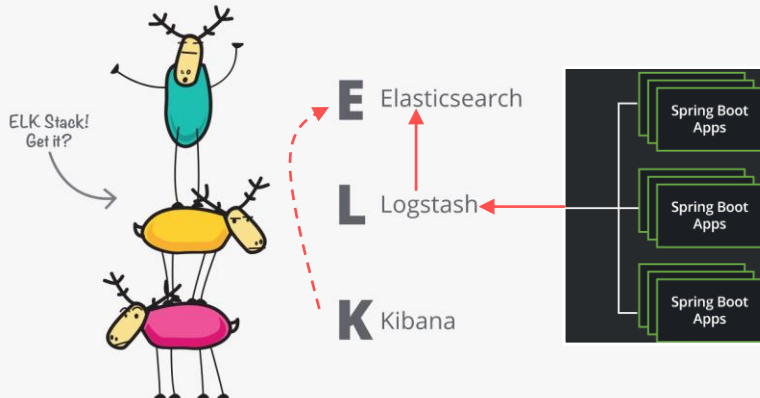 ELK Stack!
Get it?
E Elasticsearch
L Logstash
K Kibana
Spring Boot
Apps
Spring Boot
Apps
Spring Boot
Apps